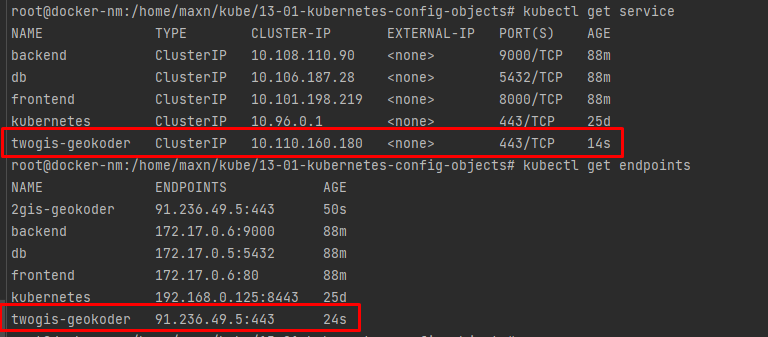 root@docker-nm:/home/maxn/kube/13-01-kubernetes-config-objects# kubectl get service
NAME TYPE CLUSTER-IP EXTERNAL-IP PORT(S) AGE
backend ClusterIP 10.108.110.90 <none> 9000/TCP 88m
db ClusterIP 10.106.187.28 <none> 5432/TCP 88m
frontend ClusterIP 10.101.198.219 <none> 8000/TCP 88m
kubernetes ClusterIP 10.96.0.1 <none> 443/TCP 25d
twogis-geokoder ClusterIP 10.110.160.180 <none> 443/TCP 14s
root@docker-nm:/home/maxn/kube/13-01-kubernetes-config-objects# kubectl get endpoints
NAME ENDPOINTS AGE
2gis-geokoder 91.236.49.5:443 50s
backend 172.17.0.6:9000 88m
db 172.17.0.5:5432 88m
frontend 172.17.0.6:80 88m
kubernetes 192.168.0.125:8443 25d
twogis-geokoder 91.236.49.5:443 24s